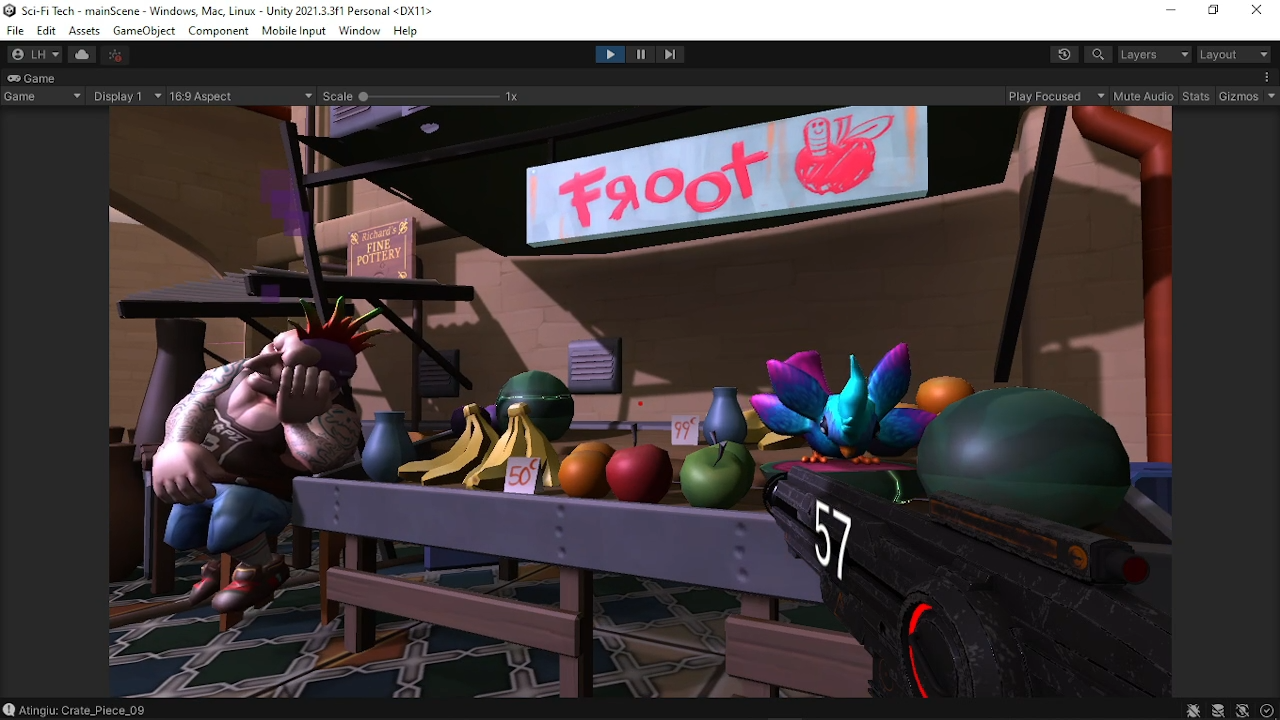 Sci-Fi Tech - mainScene - Windows, Mac, Linux - Unity 2021.3.3f1 Personal <DX11>
File Edit Assets GameObject Component Mobile Input Window Help
LH Layers Layout
Game
Game Display 1 16:9 Aspect Scale 1x Play Focused Mute Audio Stats Gizmos
FROOT
Richard's
FINE
POTTERY
99¢
50¢
57
Atingiu: Crate_Piece_09